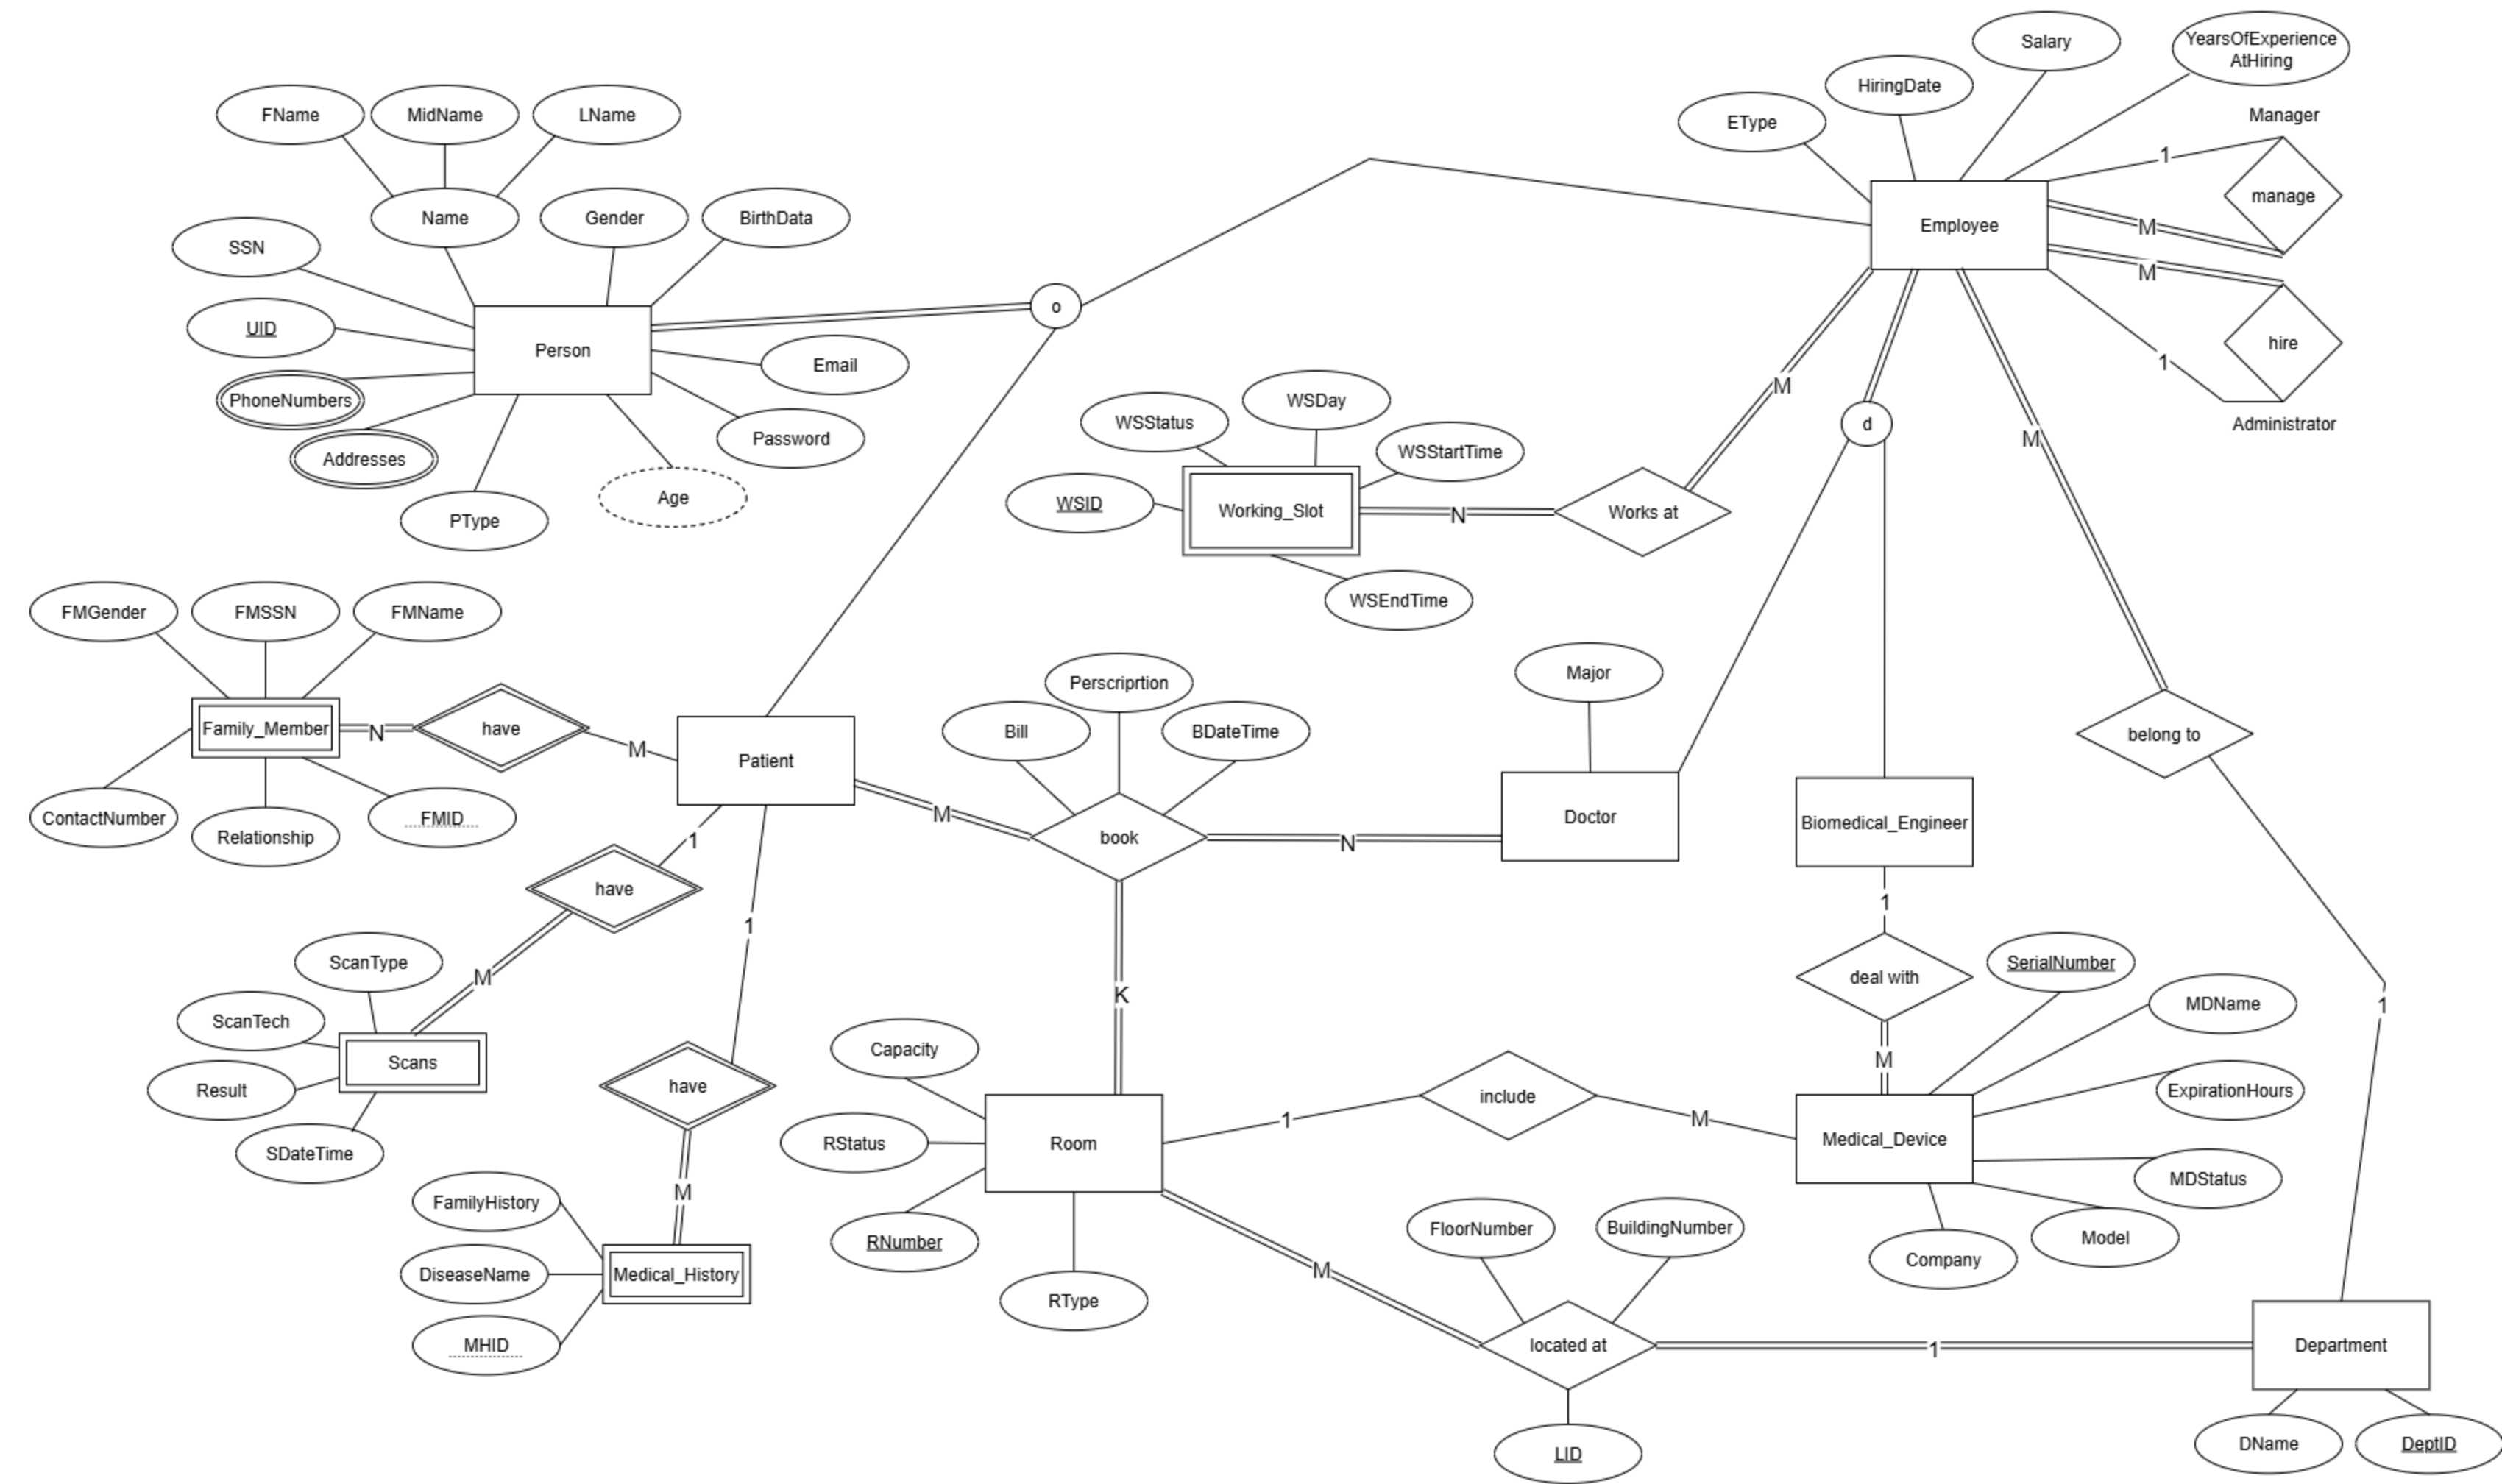 YearsOfExperience
AtHiring
Salary
HiringDate
EType
Manager
FName
MidName
LName
1
manage
Name
Gender
BirthData
Employee
M
SSN
M
UID
o
hire
Person
Email
1
PhoneNumbers
WSDay
M
WSStatus
d
Administrator
Addresses
Password
WSStartTime
M
Age
WSID
Working_Slot
N
Works at
PType
WSEndTime
FMGender
FMSSN
FMName
Major
Perscriprtion
Family_Member
N
have
M
Patient
Bill
BDateTime
belong to
M
Doctor
Biomedical_Engineer
ContactNumber
Relationship
FMID
1
book
N
have
1
1
ScanType
M
deal with
SerialNumber
K
MDName
1
ScanTech
Capacity
M
Scans
Result
have
include
ExpirationHours
1
M
RStatus
Room
Medical_Device
SDateTime
M
MDStatus
FamilyHistory
FloorNumber
BuildingNumber
RNumber
Model
DiseaseName
Medical_History
M
Company
RType
MHID
located at
1
Department
LID
DName
DeptID